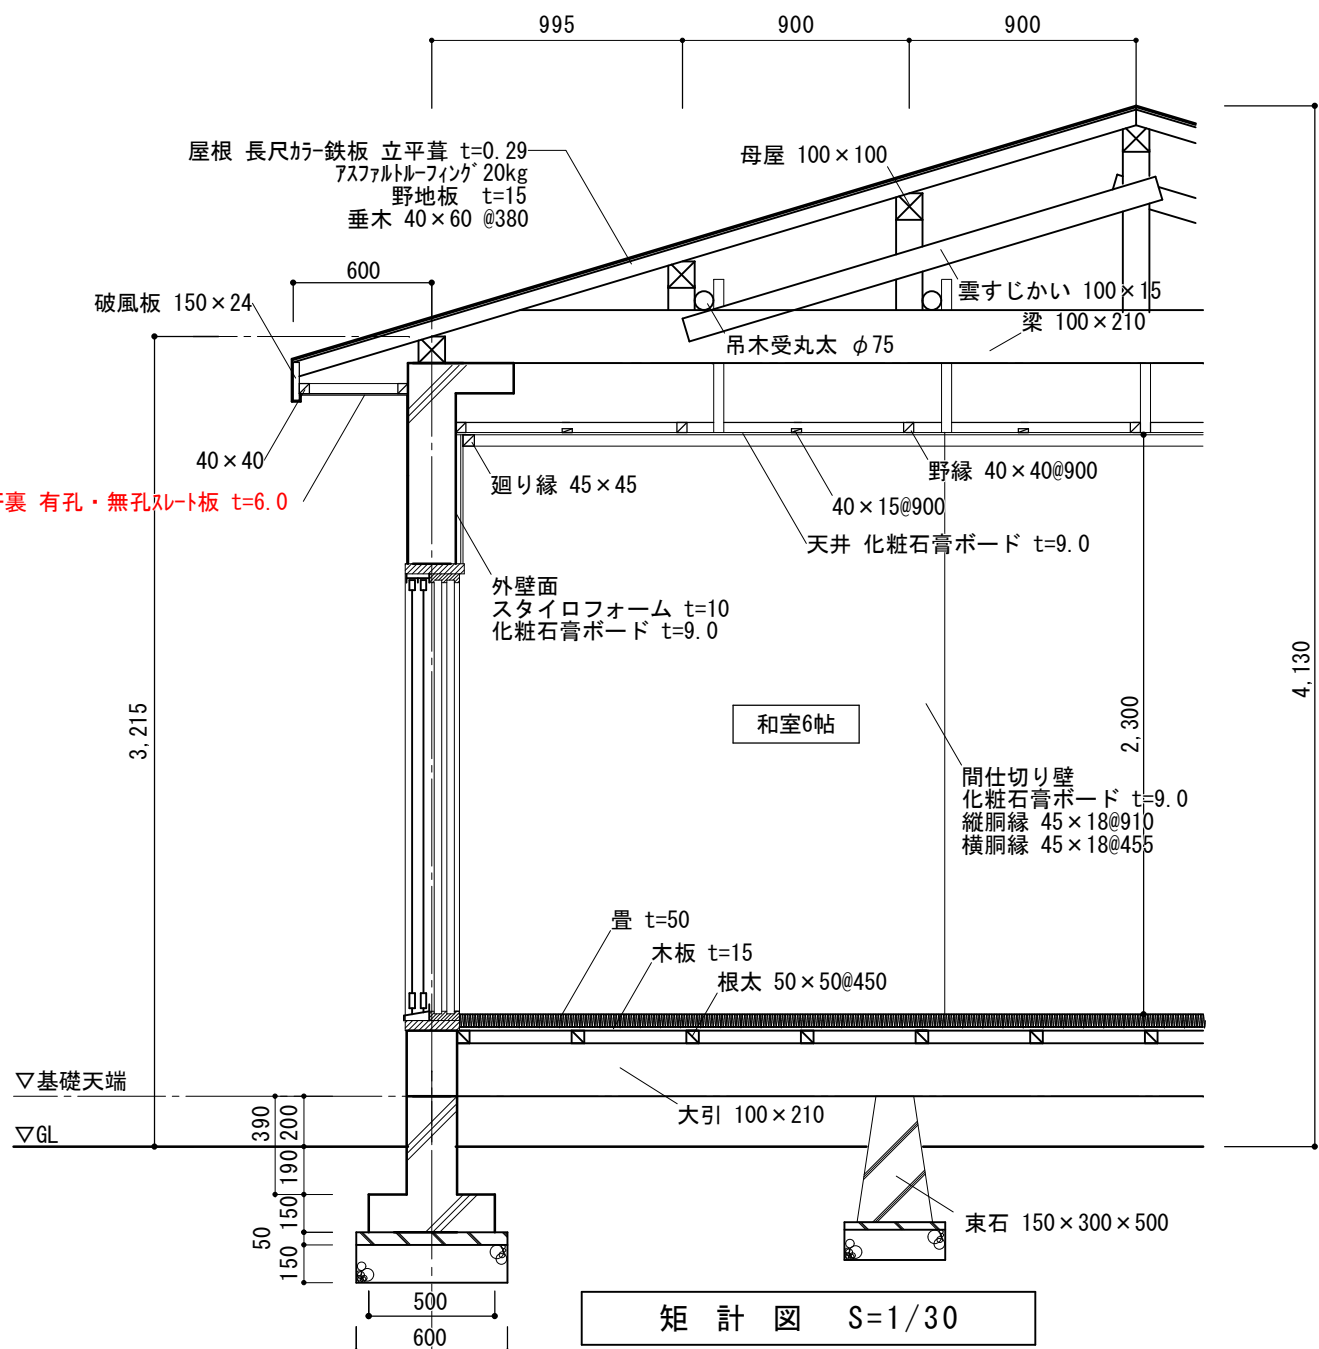 995
900
900
屋根 長尺カラー鉄板 立平葺 t=0.29
アスファルトルーフィング 20kg
野地板 t=15
垂木 40×60 @380
母屋 100×100
600
破風板 150×24
雲すじかい 100×15
梁 100×210
吊木受丸太 φ75
40×40
裏 有孔・無孔スレート板 t=6.0
廻り縁 45×45
野縁 40×40@900
40×15@900
天井 化粧石膏ボード t=9.0
外壁面
スタイロフォーム t=10
化粧石膏ボード t=9.0
3,215
4,130
2,300
和室6帖
間仕切り壁
化粧石膏ボード t=9.0
縦胴縁 45×18@910
横胴縁 45×18@455
畳 t=50
木板 t=15
根太 50×50@450
▽基礎天端
大引 100×210
▽GL
390
200
190
150
50
150
束石 150×300×500
500
600
矩計図 S=1/30